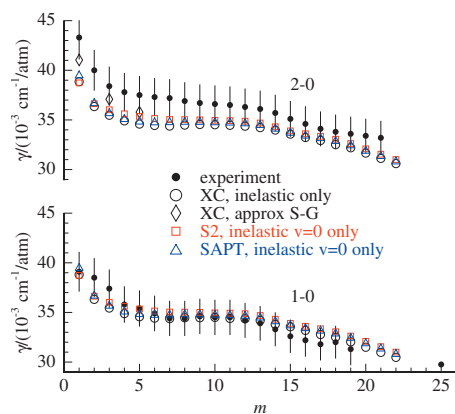 45
40
35
31
γ/(10⁻³ cm⁻¹/atm)
2-0
experiment
XC, inelastic only
XC, approx S-G
S2, inelastic v=0 only
SAPT, inelastic v=0 only
45
40
35
29
γ/(10⁻³ cm⁻¹/atm)
1-0
0 5 10 15 20 25
m